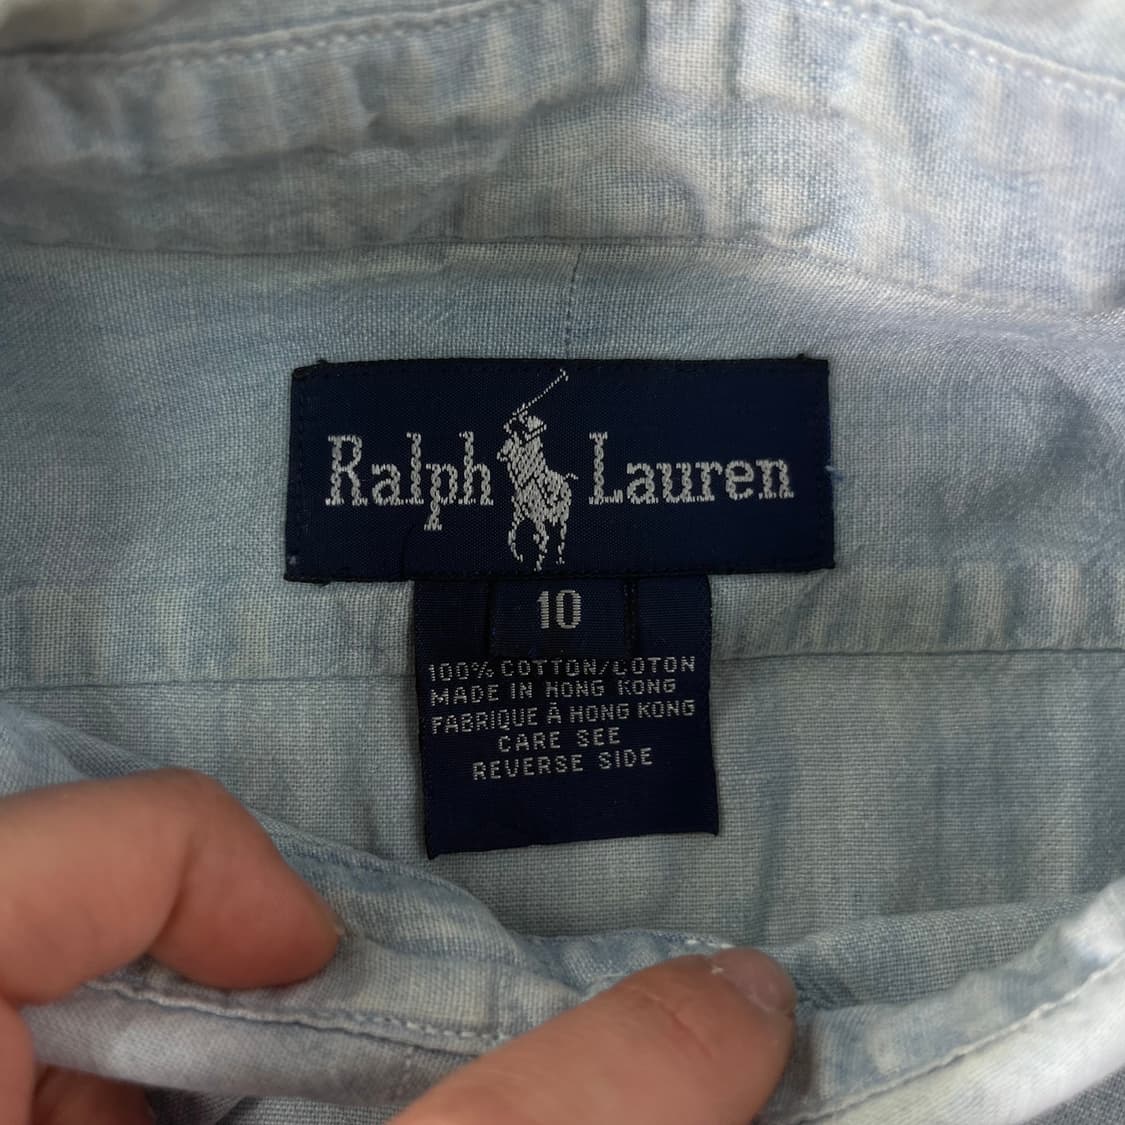 Ralph Lauren
10
100% COTTON/COTON
MADE IN HONG KONG
FABRIQUE À HONG KONG
CARE SEE
REVERSE SIDE